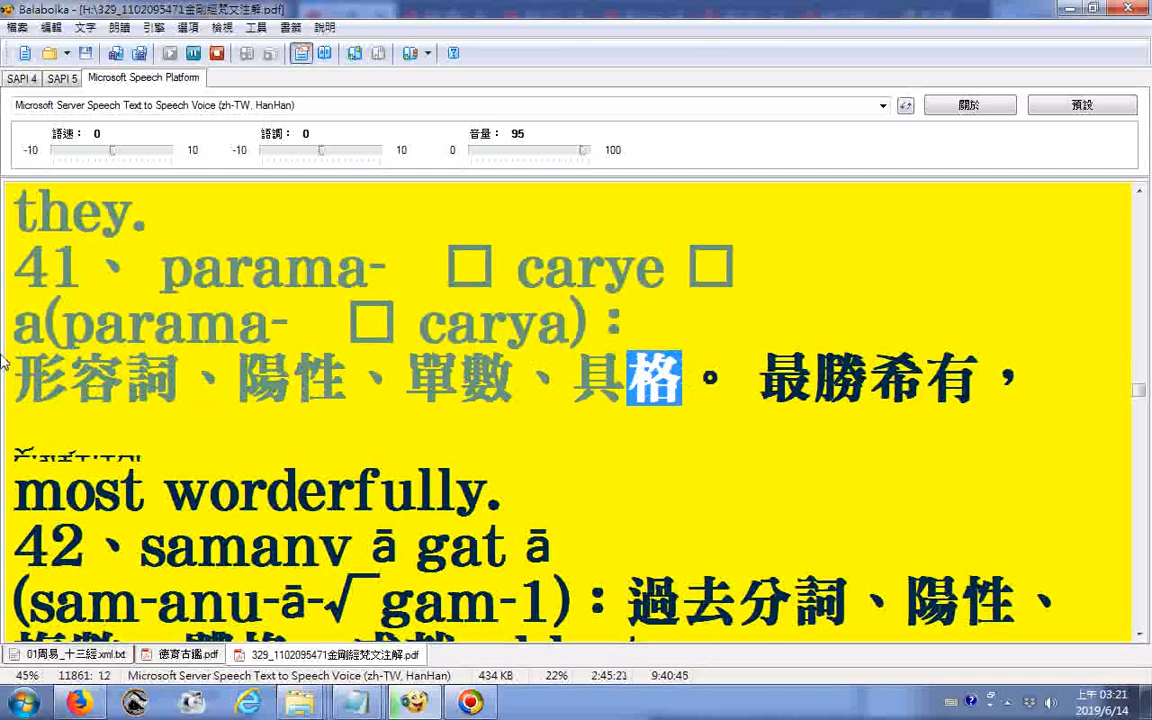 Balabolka - [H:\329_1102095471金剛經梵文注解.pdf]
檔案 編輯 文字 朗讀 引擎 選項 檢視 工具 書籤 說明
SAPI 4 SAPI 5 Microsoft Speech Platform
Microsoft Server Speech Text to Speech Voice (zh-TW, HanHan) 關於 預設
語速： 0 語調： 0 音量： 95
-10 10 -10 10 0 100
they.
41、 parama- □ carye □
a(parama- □ carya)：
形容詞、陽性、單數、具格。 最勝希有，
most worderfully.
42、samanv ā gat ā
(sam-anu-ā-√ gam-1)：過去分詞、陽性、
01周易_十三經.xml.txt 德育古鑑.pdf 329_1102095471金剛經梵文注解.pdf
45% 11861: 12 Microsoft Server Speech Text to Speech Voice (zh-TW, HanHan) 434 KB 22% 2:45:21 9:40:45
上午 03:21
2019/6/14